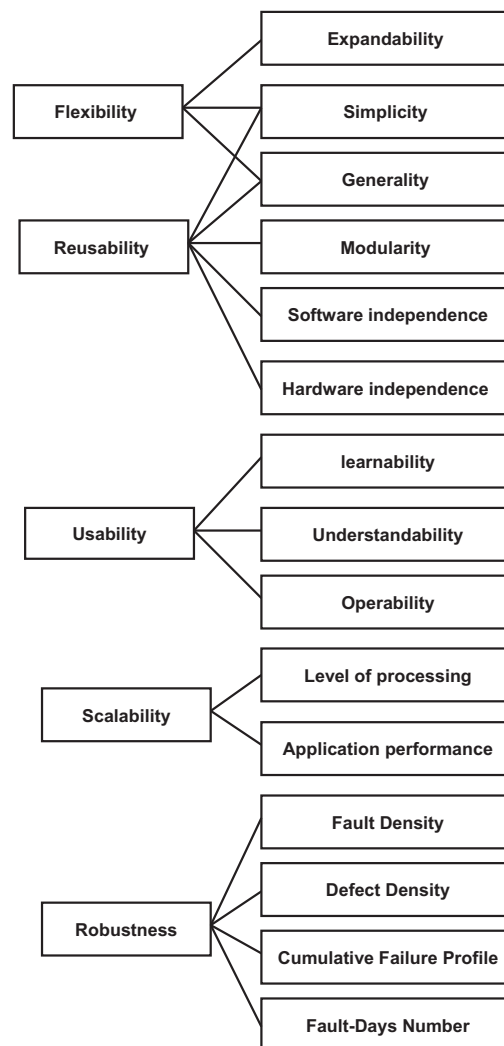 Expandability
Flexibility
Simplicity
Generality
Reusability
Modularity
Software independence
Hardware independence
learnability
Usability
Understandability
Operability
Level of processing
Scalability
Application performance
Fault Density
Defect Density
Robustness
Cumulative Failure Profile
Fault-Days Number